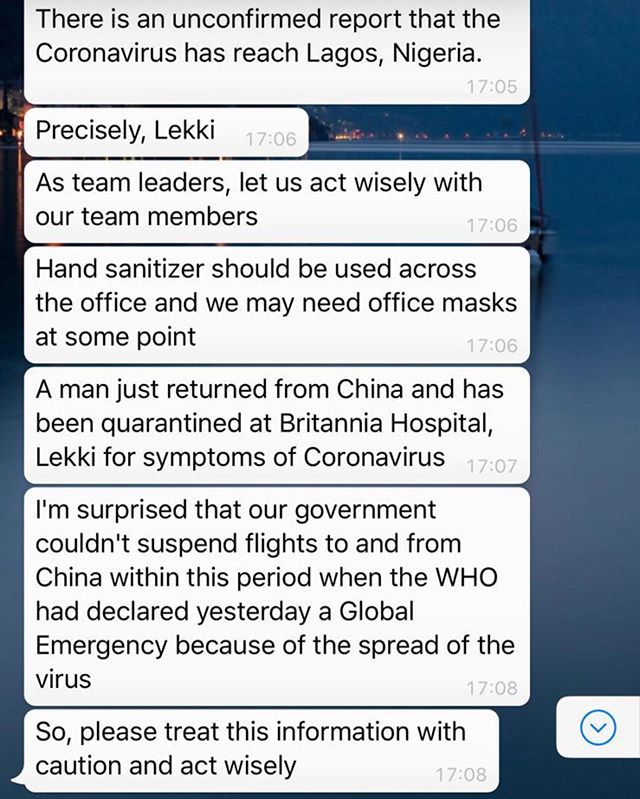 There is an unconfirmed report that the
Coronavirus has reach Lagos, Nigeria.
17:05
Precisely, Lekki 17:06
As team leaders, let us act wisely with
our team members 17:06
Hand sanitizer should be used across
the office and we may need office masks
at some point 17:06
A man just returned from China and has
been quarantined at Britannia Hospital,
Lekki for symptoms of Coronavirus 17:07
I'm surprised that our government
couldn't suspend flights to and from
China within this period when the WHO
had declared yesterday a Global
Emergency because of the spread of the
virus 17:08
So, please treat this information with
caution and act wisely 17:08